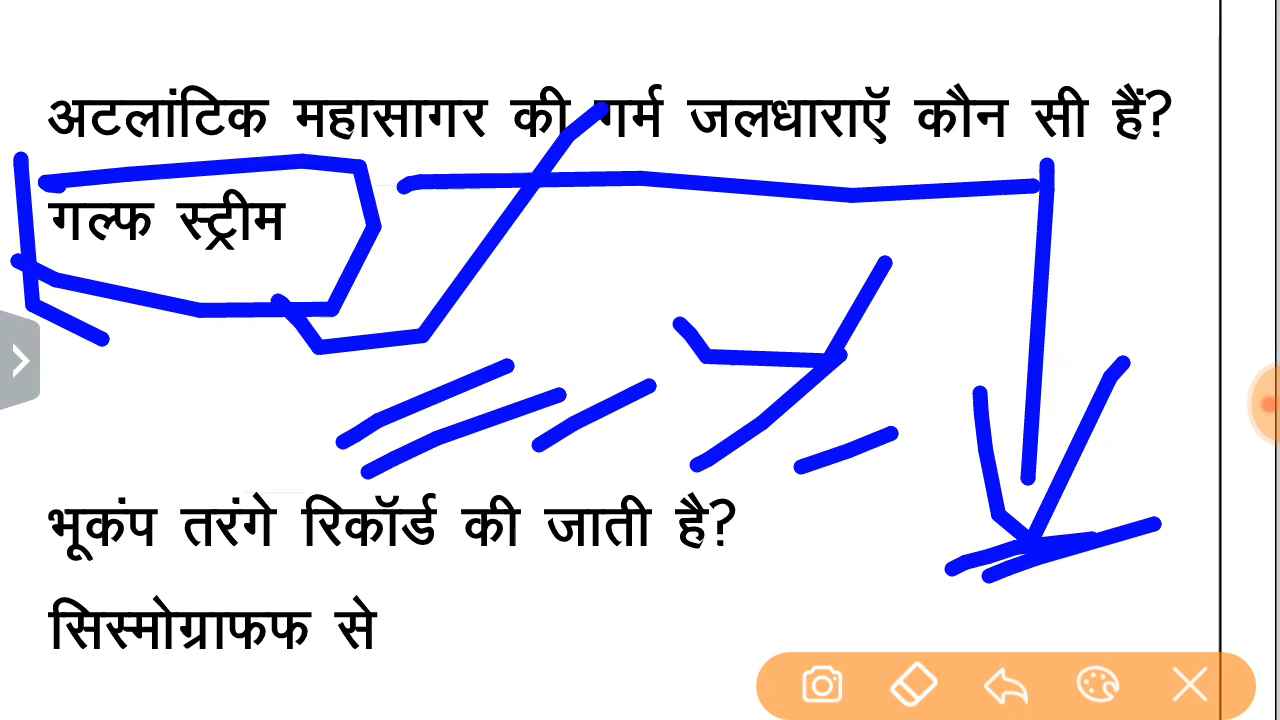 अटलांटिक महासागर की गर्म जलधाराऍ कौन सी हैं?
गल्फ स्ट्रीम
भूकंप तरंगे रिकॉर्ड की जाती है?
सिस्मोग्राफफ से